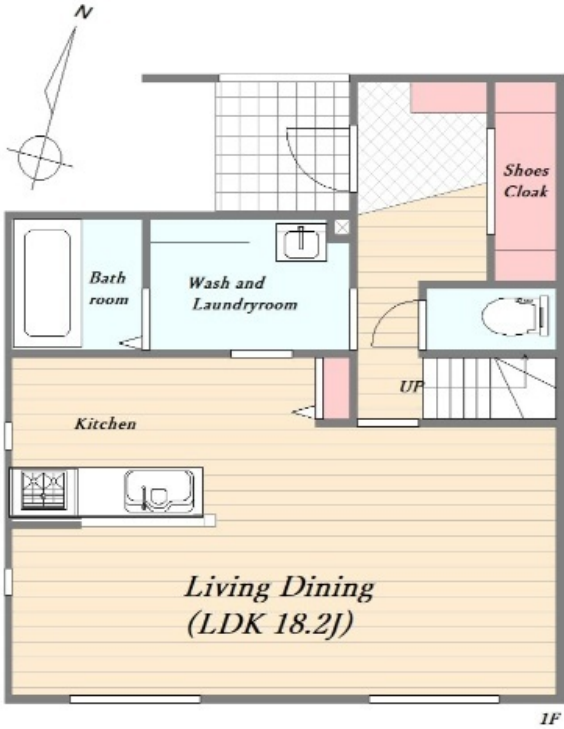 N
Shoes
Cloak
Bath
room
Wash and
Laundryroom
UP
Kitchen
Living Dining
(LDK 18.2J)
1F